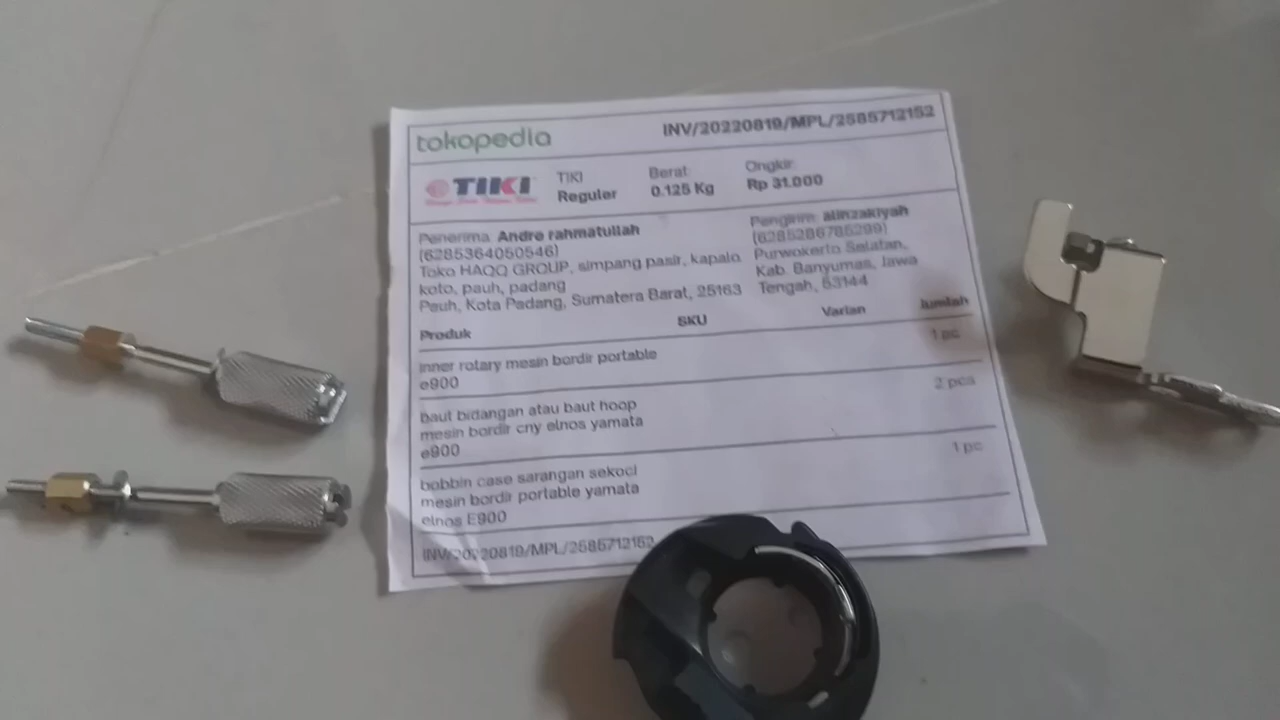 tokopedia INV/20220819/MPL/2585712152
TIKI TIKI Berat: Ongkir:
Reguler 0.125 Kg Rp 31.000
Penerima: Andre rahmatullah
(6285364050546)
Toko HAQQ GROUP, simpang pasir, kapalo
koto, pauh, padang
Pauh, Kota Padang, Sumatera Barat, 25163
Pengirim: alinzakiyah
(6285286785299)
Purwokerto Selatan,
Kab. Banyumas, Jawa
Tengah, 53144
Produk SKU Varian Jumlah
inner rotary mesin bordir portable 1 pc
e900
baut bidangan atau baut hoop 2 pcs
mesin bordir cny elnos yamata
e900
bobbin case sarangan sekoci 1 pc
mesin bordir portable yamata
elnos E900
INV/20220819/MPL/2585712152